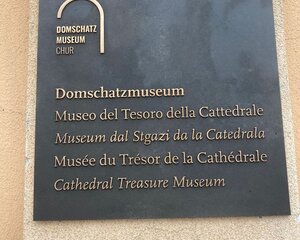 DOMSCHATZ
MUSEUM
CHUR
Domschatzmuseum
Museo del Tesoro della Cattedrale
Museum dal Stgazi da la Catedrala
Musée du Trésor de la Cathédrale
Cathedral Treasure Museum